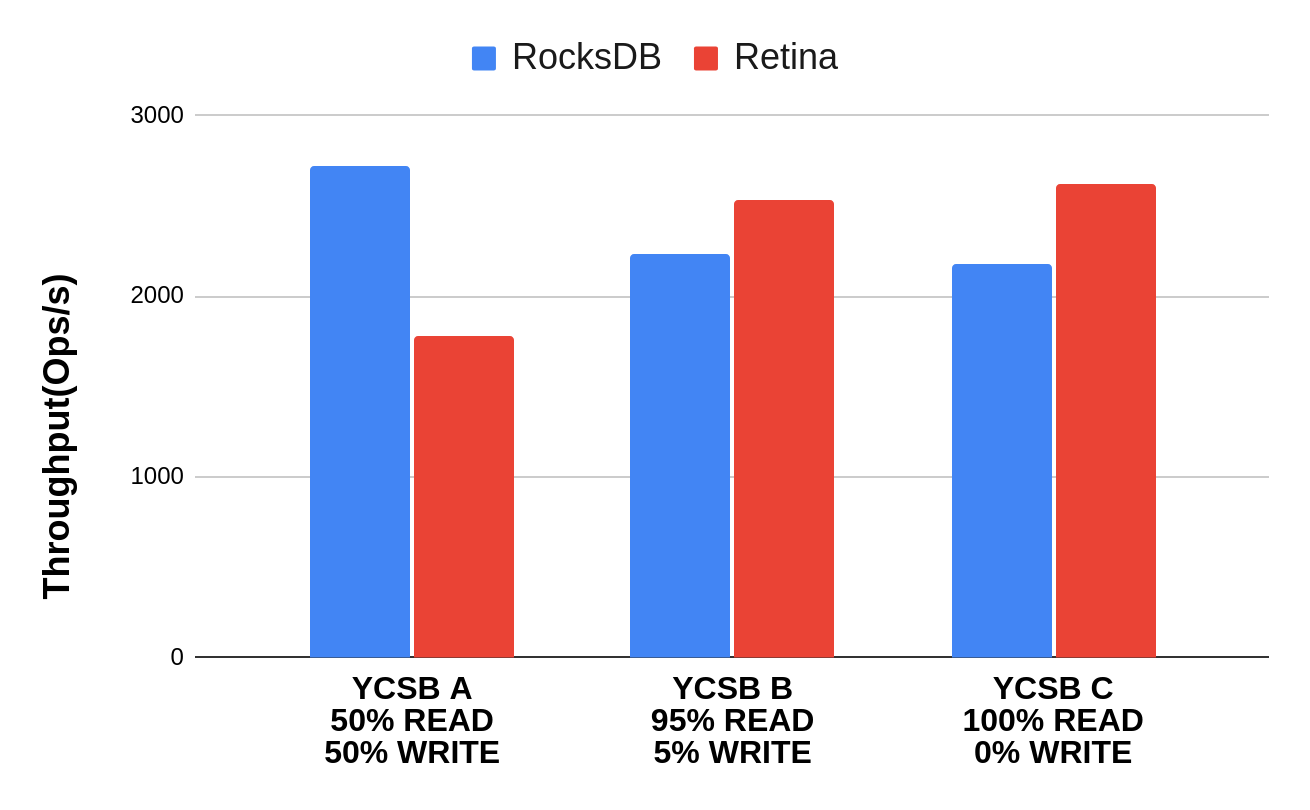 RocksDB Retina
3000
2000
1000
0
Throughput(Ops/s)
YCSB A
50% READ
50% WRITE
YCSB B
95% READ
5% WRITE
YCSB C
100% READ
0% WRITE